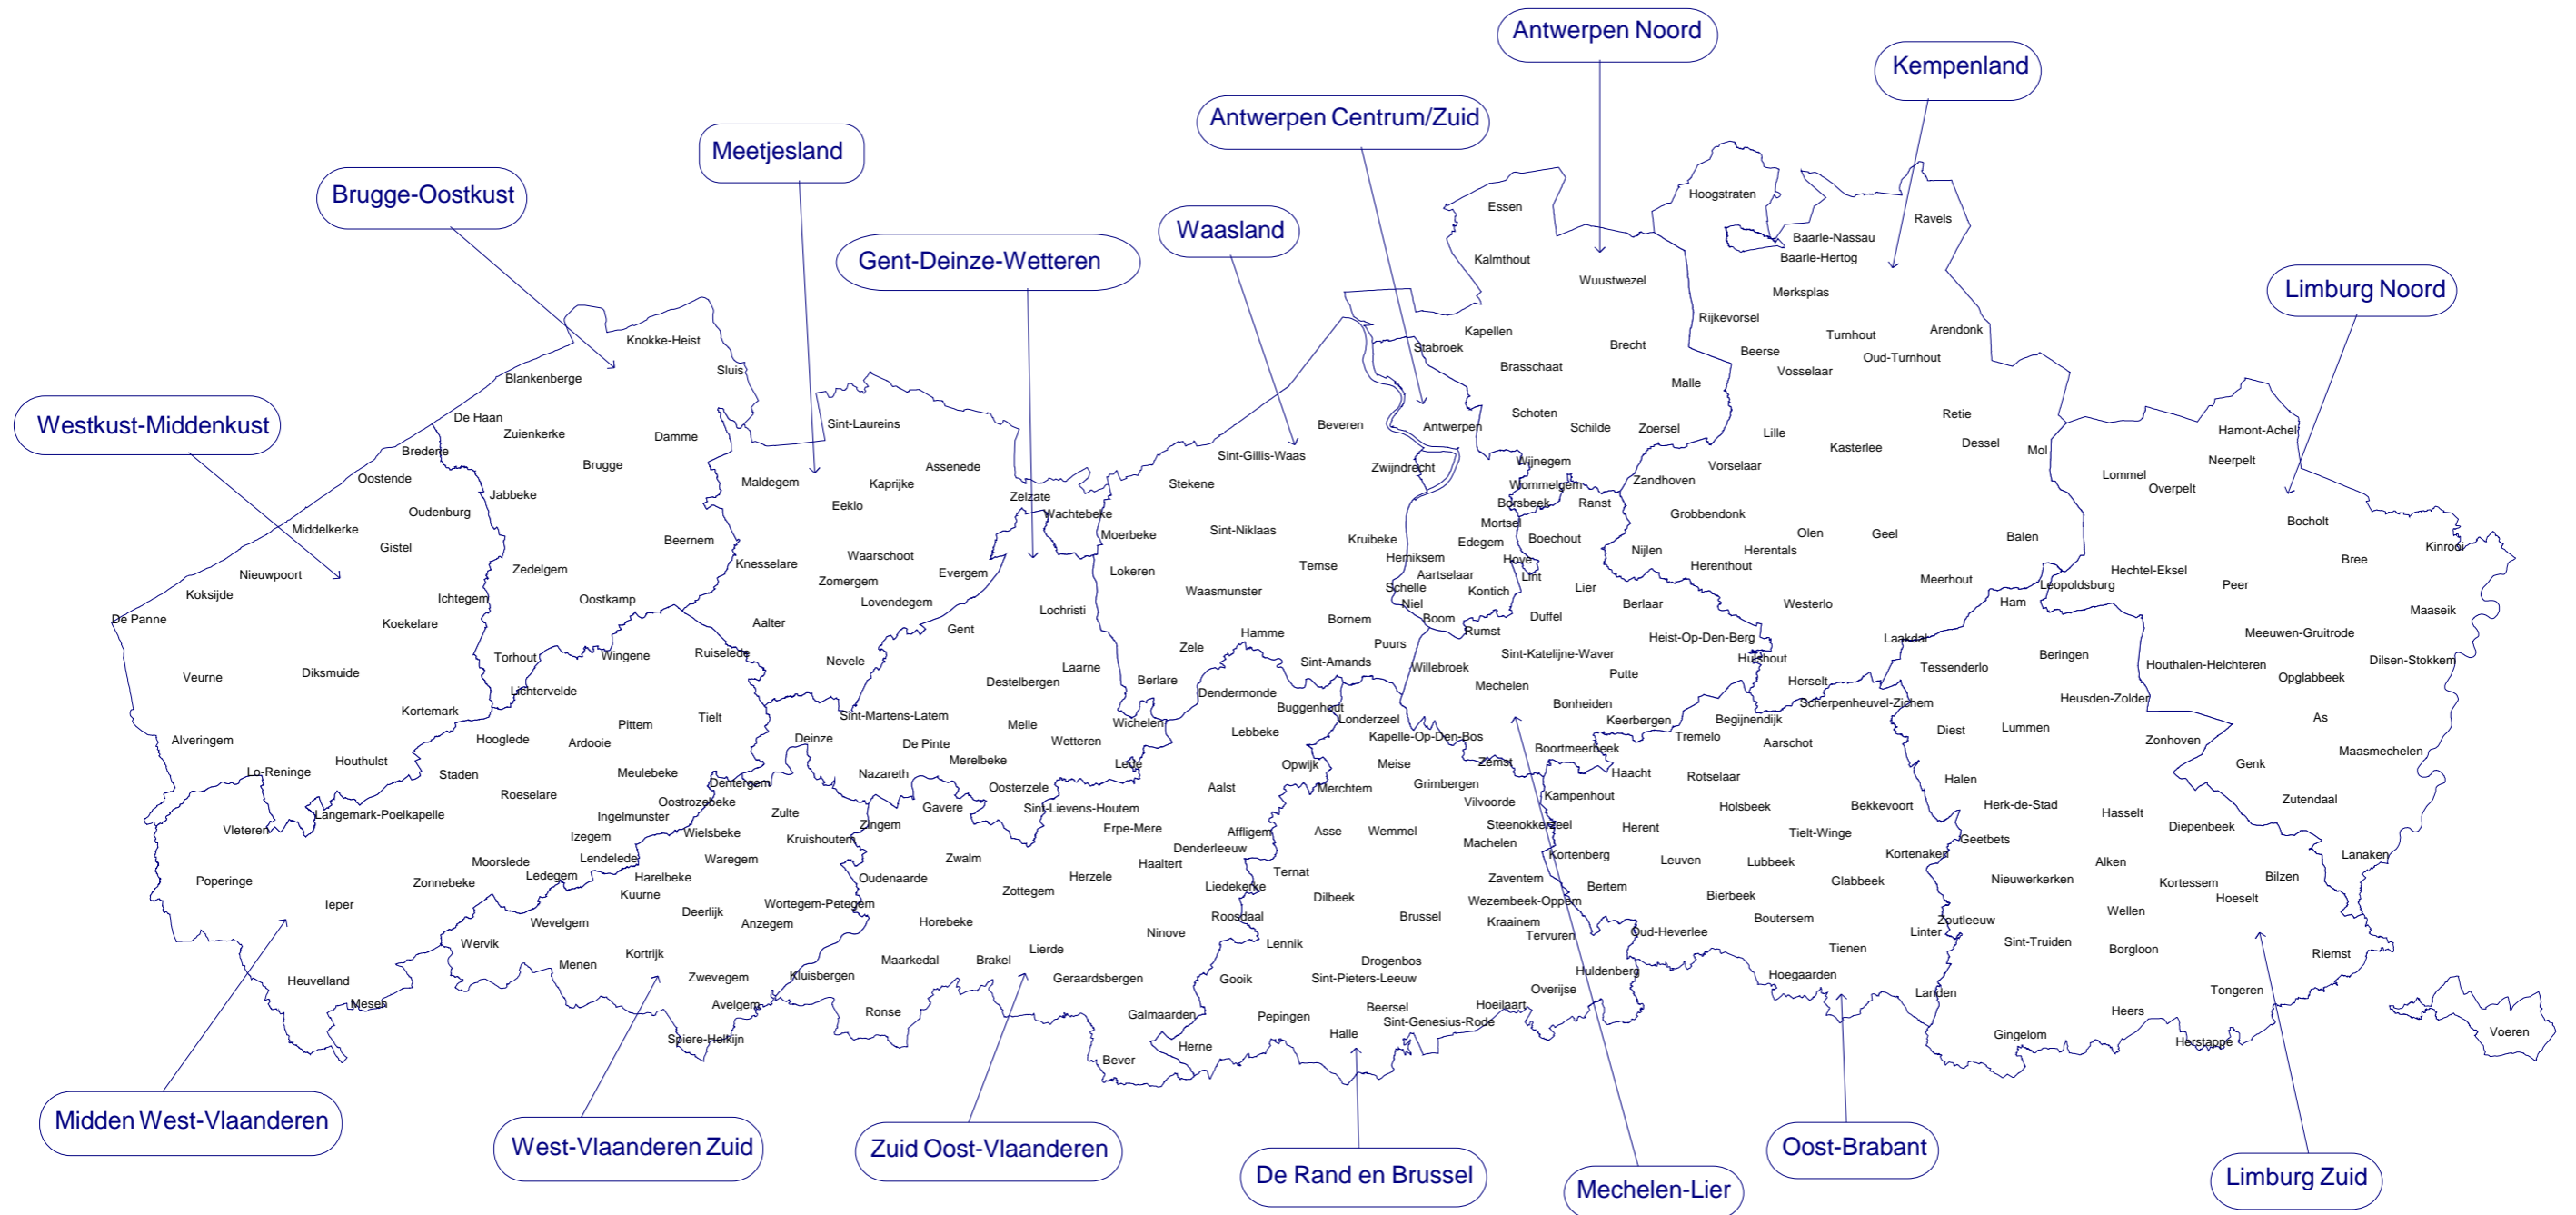 Antwerpen Noord
Kempenland
Antwerpen Centrum/Zuid
Meetjesland
Brugge-Oostkust
Waasland
Gent-Deinze-Wetteren
Limburg Noord
Westkust-Middenkust
Hoogstraten
Essen
Ravels
Baarle-Nassau
Baarle-Hertog
Kalmthout
Wuustwezel
Merksplas
Rijkevorsel
Kapellen
Turnhout
Arendonk
Knokke-Heist
Stabroek
Brecht
Beerse
Oud-Turnhout
Sluis
Brasschaat
Vosselaar
Blankenberge
Malle
De Haan
Sint-Laureins
Beveren
Antwerpen
Schoten
Schilde
Zoersel
Retie
Zuienkerke
Damme
Lille
Kasterlee
Dessel
Hamont-Achel
Bredene
Brugge
Assenede
Sint-Gillis-Waas
Zwijndrecht
Wijnegem
Vorselaar
Mol
Neerpelt
Oostende
Maldegem
Kaprijke
Stekene
Wommelgem
Zandhoven
Lommel
Overpelt
Jabbeke
Eeklo
Zelzate
Borsbeek
Ranst
Oudenburg
Wachtebeke
Grobbendonk
Middelkerke
Moerbeke
Sint-Niklaas
Mortsel
Olen
Geel
Balen
Bocholt
Gistel
Beernem
Kruibeke
Edegem
Boechout
Nijlen
Herentals
Kinrooi
Waarschoot
Hemiksem
Hove
Herenthout
Bree
Nieuwpoort
Zedelgem
Knesselare
Zomergem
Evergem
Lokeren
Temse
Aartselaar
Lint
Meerhout
Leopoldsburg
Hechtel-Eksel
Peer
Koksijde
Ichtegem
Oostkamp
Lovendegem
Lochristi
Waasmunster
Schelle
Kontich
Lier
Berlaar
Westerlo
Ham
Maaseik
De Panne
Koekelare
Aalter
Gent
Bornem
Niel
Boom
Duffel
Hamme
Puurs
Rumst
Heist-Op-Den-Berg
Laakdal
Meeuwen-Gruitrode
Torhout
Wingene
Ruiselede
Nevele
Laarne
Zele
Sint-Amands
Willebroek
Sint-Katelijne-Waver
Hulshout
Beringen
Houthalen-Helchteren
Dilsen-Stokkem
Veurne
Diksmuide
Lichtervelde
Destelbergen
Berlare
Dendermonde
Mechelen
Putte
Herselt
Tessenderlo
Opglabbeek
Kortemark
Tielt
Sint-Martens-Latem
Melle
Wichelen
Buggenhout
Londerzeel
Bonheiden
Keerbergen
Begijnendijk
Scherpenheuvel-Zichem
Heusden-Zolder
As
Alveringem
Hooglede
Pittem
Deinze
De Pinte
Wetteren
Lebbeke
Kapelle-Op-Den-Bos
Tremelo
Aarschot
Diest
Lummen
Zonhoven
Ardooie
Boortmeerbeek
Maasmechelen
Lo-Reninge
Houthulst
Staden
Meulebeke
Dentergem
Nazareth
Merelbeke
Lede
Opwijk
Meise
Zemst
Haacht
Rotselaar
Genk
Roeselare
Oostrozebeke
Oosterzele
Aalst
Merchtem
Grimbergen
Kampenhout
Halen
Langemark-Poelkapelle
Ingelmunster
Zulte
Gavere
Sint-Lievens-Houtem
Vilvoorde
Holsbeek
Bekkevoort
Herk-de-Stad
Hasselt
Zutendaal
Vleteren
Izegem
Wielsbeke
Kruishoutem
Zingem
Erpe-Mere
Affligem
Asse
Wemmel
Steenokkerzeel
Herent
Tielt-Winge
Geetbets
Diepenbeek
Moorslede
Lendelede
Waregem
Zwalm
Denderleeuw
Machelen
Kortenberg
Leuven
Lubbeek
Kortenaken
Lanaken
Poperinge
Zonnebeke
Ledegem
Harelbeke
Oudenaarde
Haaltert
Ternat
Alken
Ieper
Kuurne
Zottegem
Herzele
Liedekerke
Dilbeek
Zaventem
Bertem
Glabbeek
Nieuwerkerken
Kortessem
Bilzen
Wevelgem
Deerlijk
Wortegem-Petegem
Horebeke
Roosdaal
Brussel
Wezembeek-Oppem
Bierbeek
Hoeselt
Anzegem
Kraainem
Boutersem
Zoutleeuw
Wellen
Wervik
Kortrijk
Ninove
Lennik
Tervuren
Oud-Heverlee
Linter
Sint-Truiden
Borgloon
Menen
Maarkedal
Brakel
Lierde
Drogenbos
Tienen
Riemst
Heuvelland
Zwevegem
Kluisbergen
Geraardsbergen
Gooik
Sint-Pieters-Leeuw
Huldenberg
Hoegaarden
Mesen
Avelgem
Ronse
Overijse
Landen
Tongeren
Galmaarden
Pepingen
Beersel
Hoeilaart
Heers
Spiere-Helkijn
Halle
Sint-Genesius-Rode
Gingelom
Herstappe
Voeren
Bever
Herne
Midden West-Vlaanderen
West-Vlaanderen Zuid
Zuid Oost-Vlaanderen
De Rand en Brussel
Mechelen-Lier
Oost-Brabant
Limburg Zuid